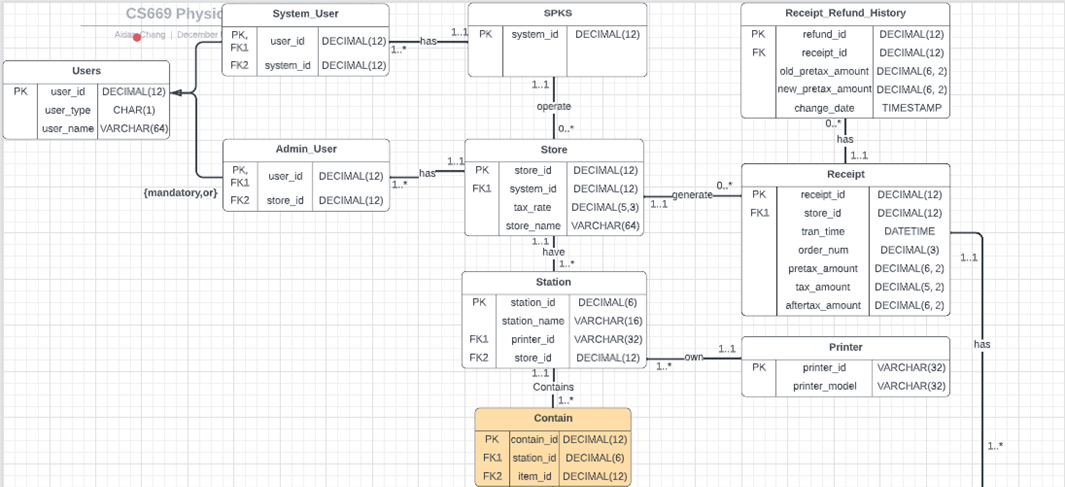 CS669 Physic
Aisian Chang | December
System_User
PK, FK1 user_id DECIMAL(12)
FK2 system_id DECIMAL(12)
1..* has 1..1
SPKS
PK system_id DECIMAL(12)
Receipt_Refund_History
PK refund_id DECIMAL(12)
FK receipt_id DECIMAL(12)
old_pretax_amount DECIMAL(6, 2)
new_pretax_amount DECIMAL(6, 2)
change_date TIMESTAMP
Users
PK user_id DECIMAL(12)
user_type CHAR(1)
user_name VARCHAR(64)
1..1
operate
0..*
0..*
has
1..1
Admin_User
PK, FK1 user_id DECIMAL(12)
FK2 store_id DECIMAL(12)
{mandatory,or}
1..* has 1..1
Store
PK store_id DECIMAL(12)
FK1 system_id DECIMAL(12)
tax_rate DECIMAL(5,3)
store_name VARCHAR(64)
1..1 generate 0..*
Receipt
PK receipt_id DECIMAL(12)
FK1 store_id DECIMAL(12)
tran_time DATETIME
order_num DECIMAL(3)
pretax_amount DECIMAL(6, 2)
tax_amount DECIMAL(5, 2)
aftertax_amount DECIMAL(6, 2)
1..1
has
1..*
1..1
have
1..*
Station
PK station_id DECIMAL(6)
station_name VARCHAR(16)
FK1 printer_id VARCHAR(32)
FK2 store_id DECIMAL(12)
1..* own 1..1
Printer
PK printer_id VARCHAR(32)
printer_model VARCHAR(32)
1..1
Contains
1..*
Contain
PK contain_id DECIMAL(12)
FK1 station_id DECIMAL(6)
FK2 item_id DECIMAL(12)